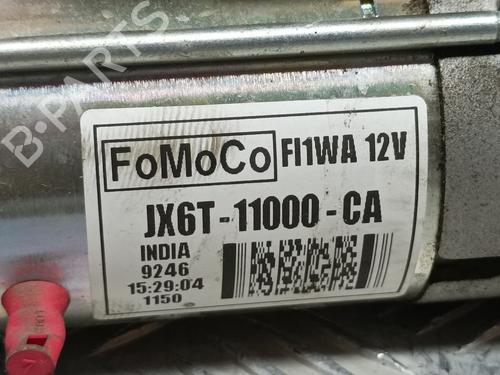 B-PARTS
FoMoCo FI1WA 12V
JX6T-11000-CA
INDIA
9246
15:29:04
1150